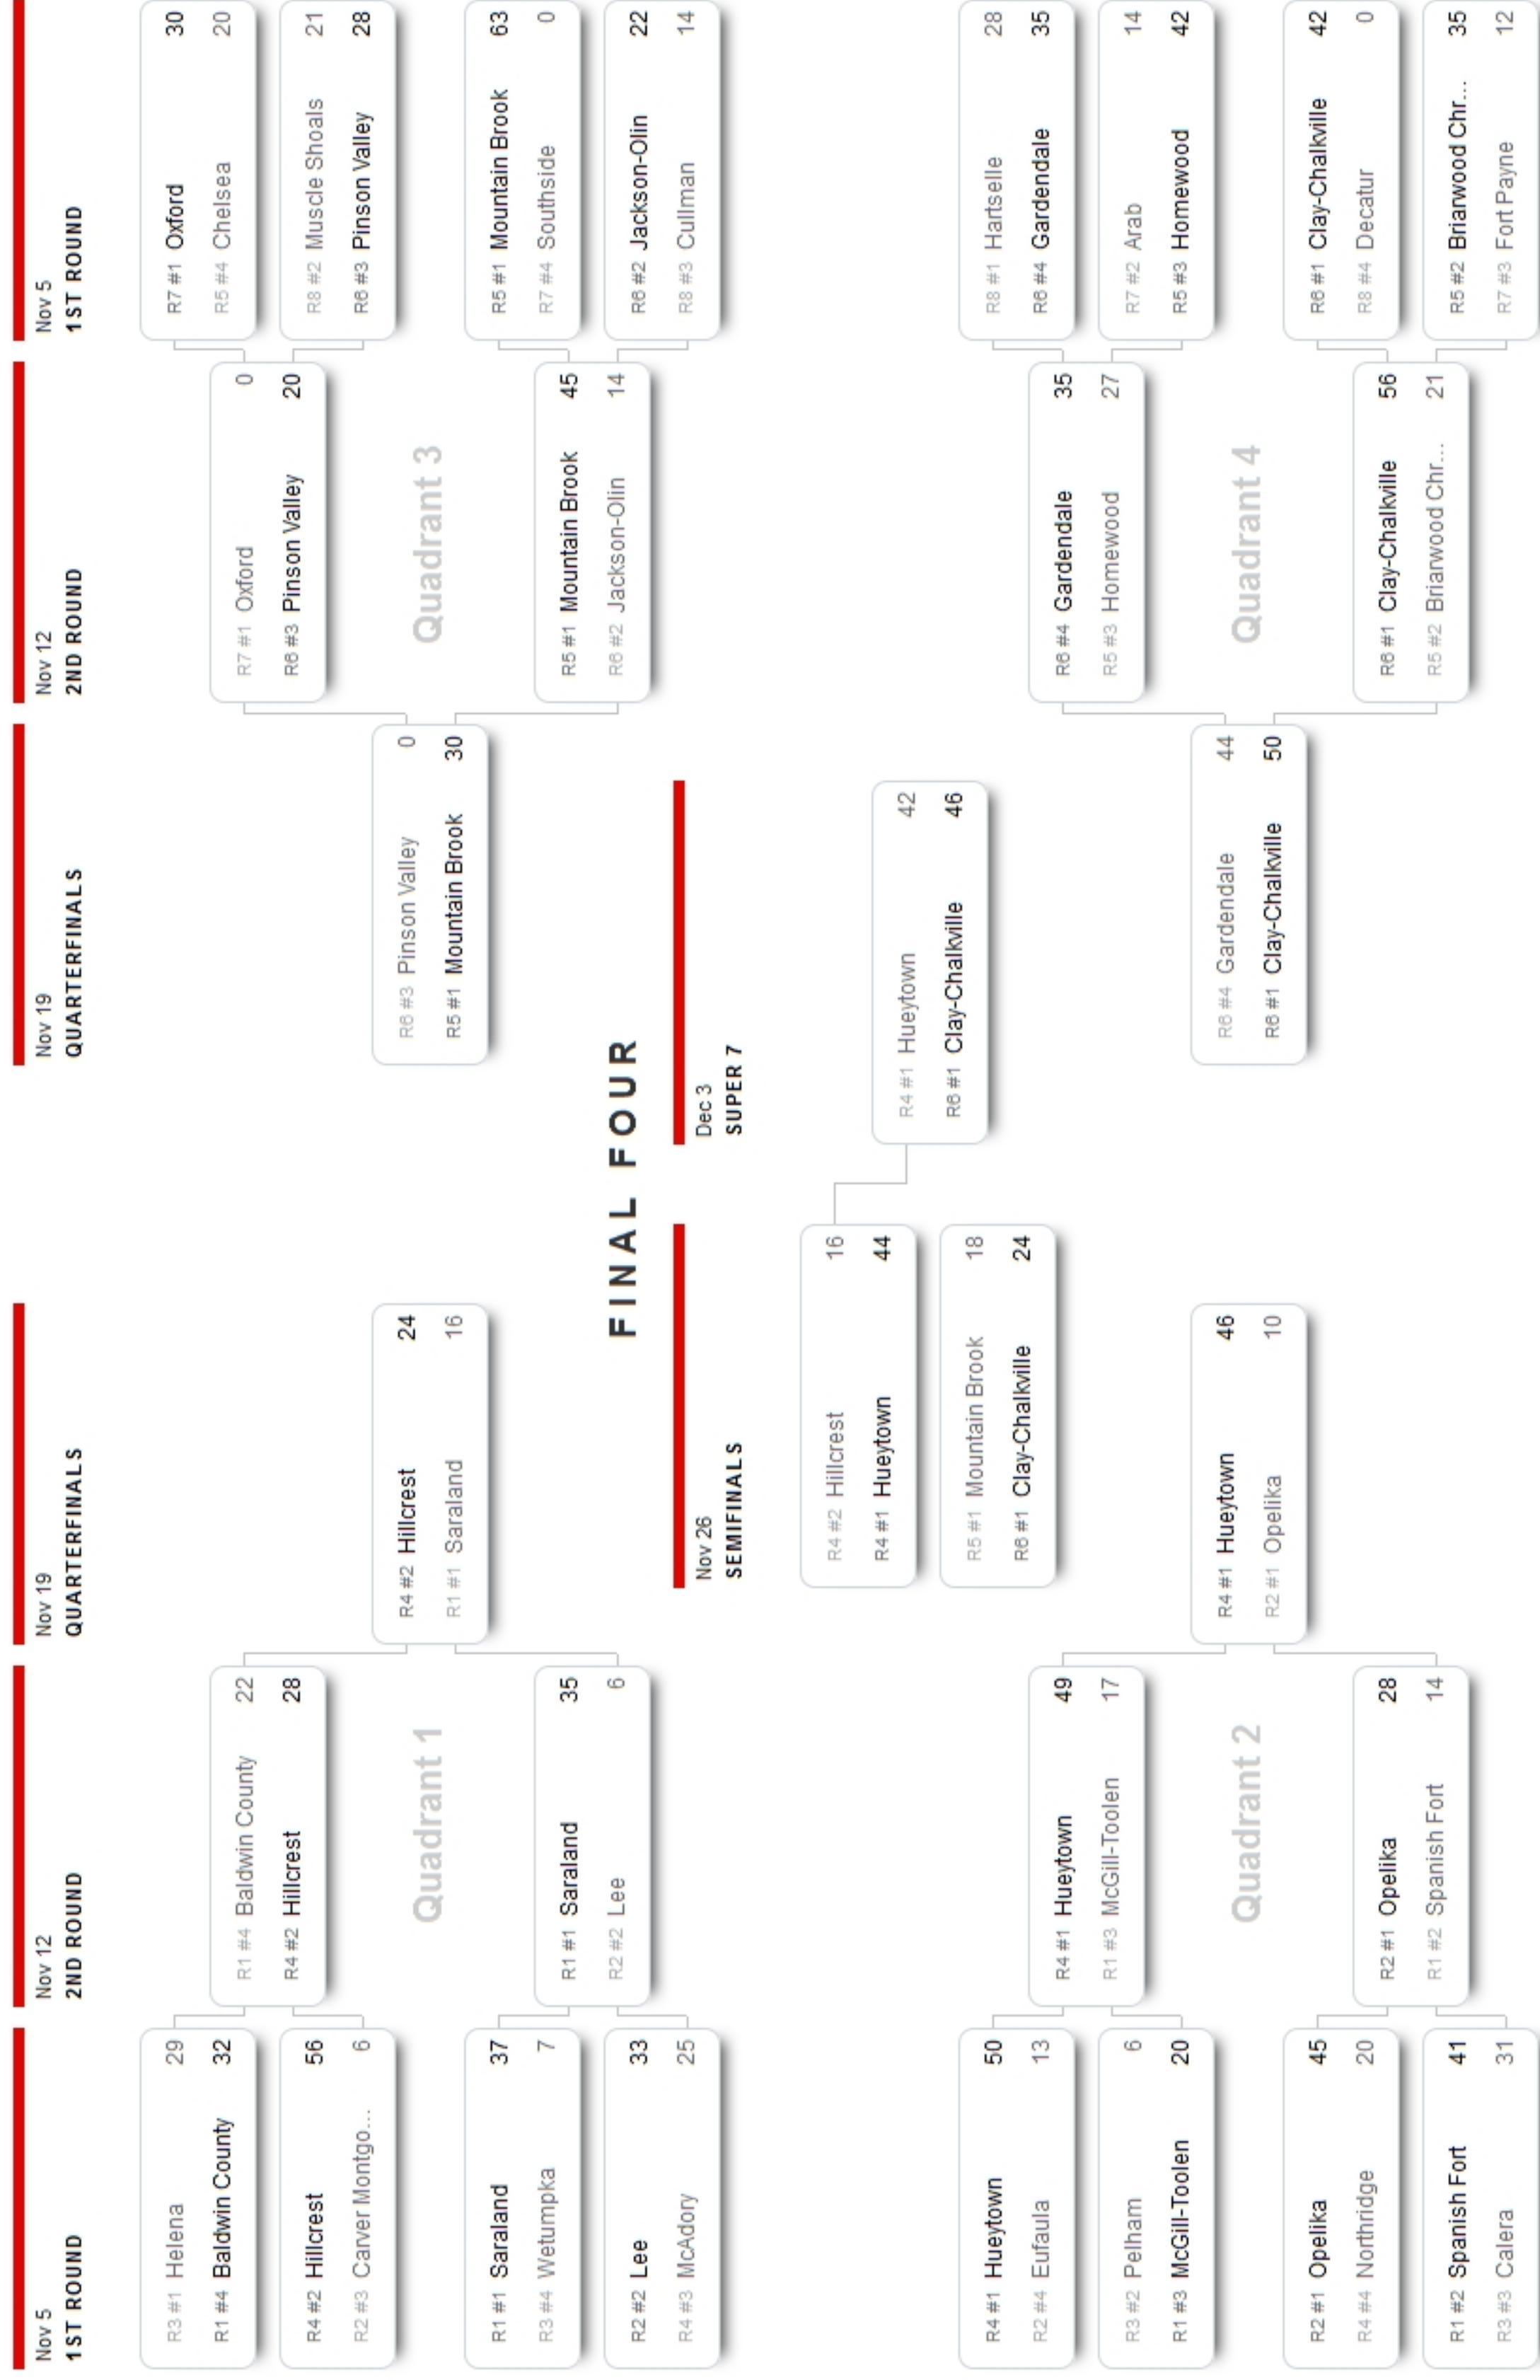 Nov 5
1ST ROUND
Nov 12
2ND ROUND
Nov 19
QUARTERFINALS
Nov 19
QUARTERFINALS
Nov 12
2ND ROUND
Nov 5
1ST ROUND
R3 #1 Helena 29
R1 #4 Baldwin County 32
R4 #2 Hillcrest 56
R2 #3 Carver Montgo... 6
R1 #1 Saraland 37
R3 #4 Wetumpka 7
R2 #2 Lee 33
R4 #3 McAdory 25
R1 #4 Baldwin County 22
R4 #2 Hillcrest 28
Quadrant 1
R1 #1 Saraland 35
R2 #2 Lee 6
R4 #2 Hillcrest 24
R1 #1 Saraland 16
R6 #3 Pinson Valley 0
R5 #1 Mountain Brook 30
R7 #1 Oxford 0
R6 #3 Pinson Valley 20
Quadrant 3
R5 #1 Mountain Brook 45
R6 #2 Jackson-Olin 14
R7 #1 Oxford 30
R5 #4 Chelsea 20
R8 #2 Muscle Shoals 21
R6 #3 Pinson Valley 28
R5 #1 Mountain Brook 63
R7 #4 Southside 0
R6 #2 Jackson-Olin 22
R8 #3 Cullman 14
FINAL FOUR
Nov 26
SEMIFINALS
Dec 3
SUPER 7
R4 #2 Hillcrest 16
R4 #1 Hueytown 44
R5 #1 Mountain Brook 18
R6 #1 Clay-Chalkville 24
R4 #1 Hueytown 42
R6 #1 Clay-Chalkville 46
R4 #1 Hueytown 50
R2 #4 Eufaula 13
R3 #2 Pelham 6
R1 #3 McGill-Toolen 20
R2 #1 Opelika 45
R4 #4 Northridge 20
R1 #2 Spanish Fort 41
R3 #3 Calera 31
R4 #1 Hueytown 49
R1 #3 McGill-Toolen 17
Quadrant 2
R2 #1 Opelika 28
R1 #2 Spanish Fort 14
R4 #1 Hueytown 46
R2 #1 Opelika 10
R6 #4 Gardendale 44
R6 #1 Clay-Chalkville 50
R6 #4 Gardendale 35
R5 #3 Homewood 27
Quadrant 4
R6 #1 Clay-Chalkville 56
R5 #2 Briarwood Chr... 21
R8 #1 Hartselle 28
R6 #4 Gardendale 35
R7 #2 Arab 14
R5 #3 Homewood 42
R6 #1 Clay-Chalkville 42
R8 #4 Decatur 0
R5 #2 Briarwood Chr... 35
R7 #3 Fort Payne 12